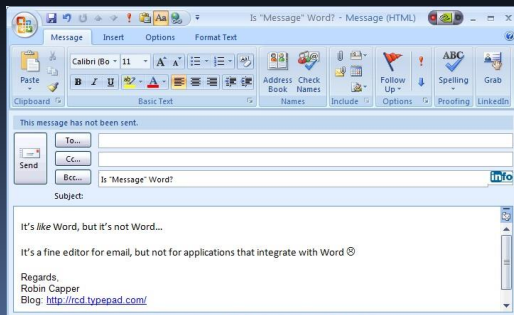 Is "Message" Word? - Message (HTML)
Message Insert Options Format Text
Calibri (Bo 11
Paste
Address Book
Check Names
Follow Up
Spelling
Grab
Clipboard Basic Text Names Include Options Proofing LinkedIn
This message has not been sent.
Send
To...
Cc...
Bcc... Is "Message" Word? info
Subject:
It's like Word, but it's not Word...
It's a fine editor for email, but not for applications that integrate with Word ☹
Regards,
Robin Capper
Blog: http://rcd.typepad.com/